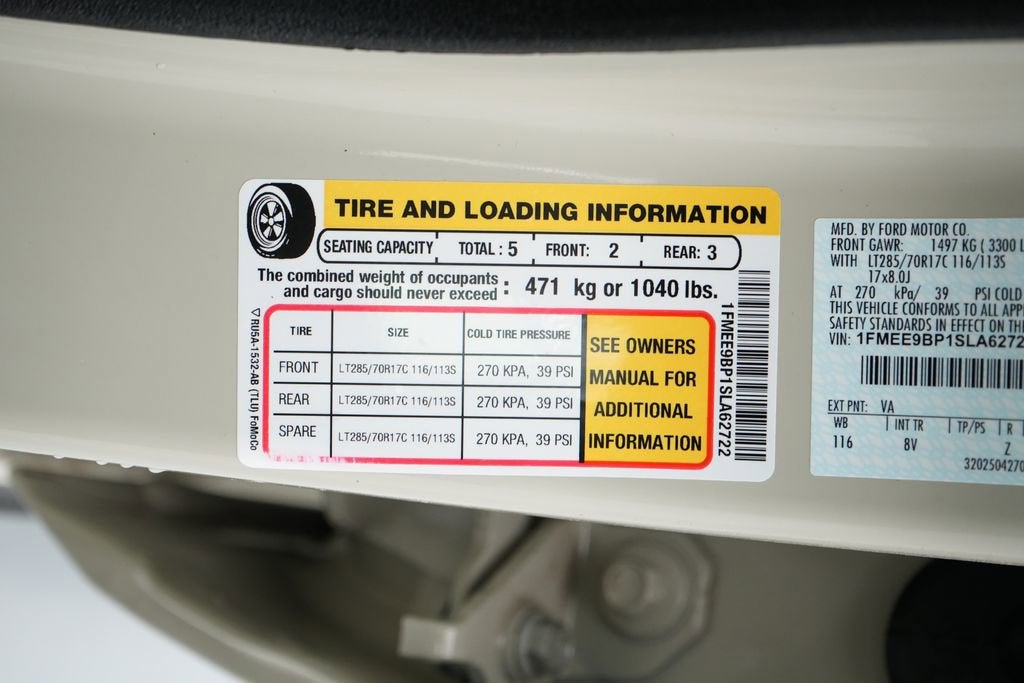 TIRE AND LOADING INFORMATION
SEATING CAPACITY TOTAL : 5 FRONT: 2 REAR: 3
The combined weight of occupants
and cargo should never exceed : 471 kg or 1040 lbs.
TIRE SIZE COLD TIRE PRESSURE
FRONT LT285/70R17C 116/113S 270 KPA, 39 PSI
REAR LT285/70R17C 116/113S 270 KPA, 39 PSI
SPARE LT285/70R17C 116/113S 270 KPA, 39 PSI
SEE OWNERS
MANUAL FOR
ADDITIONAL
INFORMATION
RU5A-1532-AB (TLU) FoMoCo
1FMEE9BP1SLA62722
MFD. BY FORD MOTOR CO.
FRONT GAWR: 1497 KG ( 3300 L
WITH LT285/70R17C 116/113S
17x8.0J
AT 270 kPa/ 39 PSI COLD
THIS VEHICLE CONFORMS TO ALL APP
SAFETY STANDARDS IN EFFECT ON TH
VIN: 1FMEE9BP1SLA6272
EXT PNT: VA
WB INT TR TP/PS R
116 8V Z
3202504270